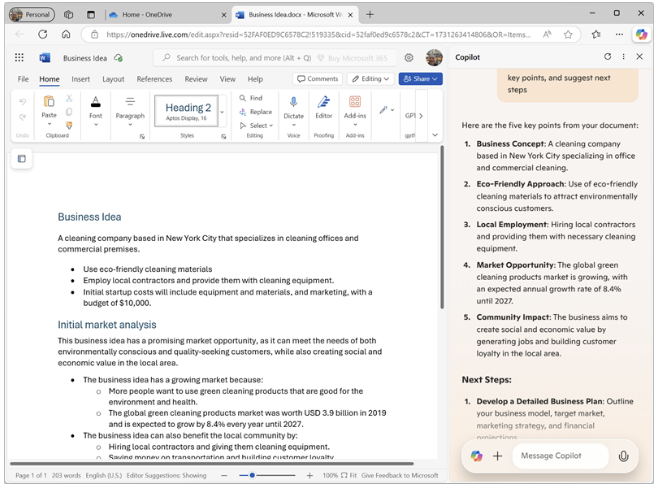 Personal
Home - OneDrive
Business Idea.docx - Microsoft W
https://onedrive.live.com/edit.aspx?resid=52FAF0ED9C6578C2!519335&cid=52faf0ed9c6578c2&CT=1731263414806&OR=Items...
Business Idea
Search for tools, help, and more (Alt + Q)
Buy Microsoft 365
Copilot
File Home Insert Layout References Review View Help
Comments
Editing
Share
Paste
Font
Paragraph
Heading 2
Aptos Display, 16
Find
Replace
Select
Dictate
Editor
Add-ins
GPT
Undo
Clipboard
Styles
Editing
Voice
Proofing
Add-ins
Business Idea
A cleaning company based in New York City that specializes in cleaning offices and
commercial premises.
• Use eco-friendly cleaning materials
• Employ local contractors and provide them with cleaning equipment.
• Initial startup costs will include equipment and materials, and marketing, with a
budget of $10,000.
Initial market analysis
This business idea has a promising market opportunity, as it can meet the needs of both
environmentally conscious and quality-seeking customers, while also creating social and
economic value in the local area.
• The business idea has a growing market because:
o More people want to use green cleaning products that are good for the
environment and health.
o The global green cleaning products market was worth USD 3.9 billion in 2019
and is expected to grow by 8.4% every year until 2027.
• The business idea can also benefit the local community by:
o Hiring local contractors and giving them cleaning equipment.
o Saving money on transportation and building customer loyalty
key points, and suggest next
steps
Here are the five key points from your document:
1. Business Concept: A cleaning company
based in New York City specializing in office
and commercial cleaning.
2. Eco-Friendly Approach: Use of eco-friendly
cleaning materials to attract environmentally
conscious customers.
3. Local Employment: Hiring local contractors
and providing them with necessary cleaning
equipment.
4. Market Opportunity: The global green
cleaning products market is growing, with
an expected annual growth rate of 8.4%
until 2027.
5. Community Impact: The business aims to
create social and economic value by
generating jobs and building customer
loyalty in the local area.
Next Steps:
1. Develop a Detailed Business Plan: Outline
your business model, target market,
marketing strategy, and financial
projections
Message Copilot
Page 1 of 1 203 words English (U.S.) Editor Suggestions: Showing
100% Fit Give Feedback to Microsoft